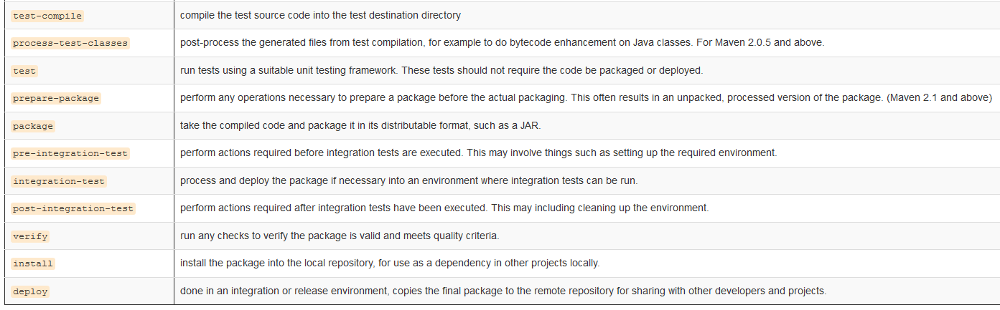 test-compile compile the test source code into the test destination directory
process-test-classes post-process the generated files from test compilation, for example to do bytecode enhancement on Java classes. For Maven 2.0.5 and above.
test run tests using a suitable unit testing framework. These tests should not require the code be packaged or deployed.
prepare-package perform any operations necessary to prepare a package before the actual packaging. This often results in an unpacked, processed version of the package. (Maven 2.1 and above)
package take the compiled code and package it in its distributable format, such as a JAR.
pre-integration-test perform actions required before integration tests are executed. This may involve things such as setting up the required environment.
integration-test process and deploy the package if necessary into an environment where integration tests can be run.
post-integration-test perform actions required after integration tests have been executed. This may including cleaning up the environment.
verify run any checks to verify the package is valid and meets quality criteria.
install install the package into the local repository, for use as a dependency in other projects locally.
deploy done in an integration or release environment, copies the final package to the remote repository for sharing with other developers and projects.